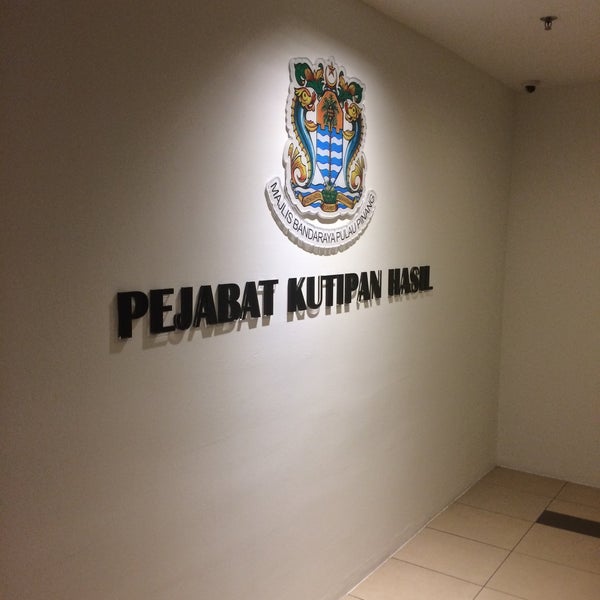 MAJLIS BANDARAYA PULAU PINANG
PEJABAT KUTIPAN HASIL